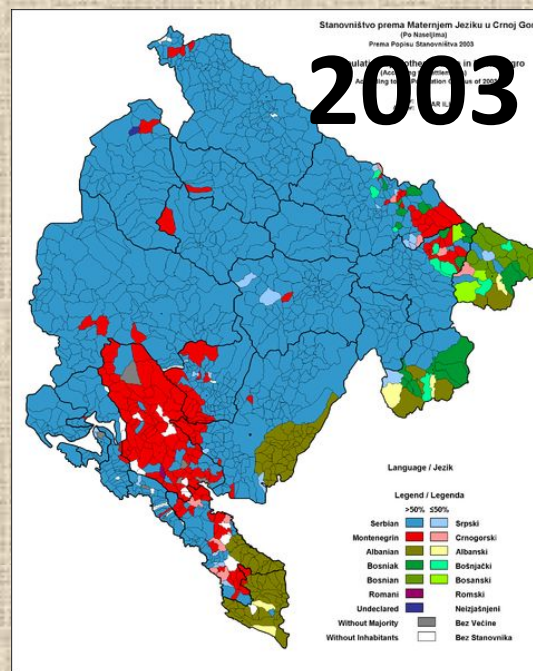 Stanovništvo prema Maternjem Jeziku u Crnoj Gor
(Po Naseljima)
Prema Popisu Stanovništva 2003
2003
Language / Jezik
Legend / Legenda
>50% ≤50%
Serbian Srpski
Montenegrin Crnogorski
Albanian Albanski
Bosniak Bošnjački
Bosnian Bosanski
Romani Romski
Undeclared Neizjašnjeni
Without Majority Bez Većine
Without Inhabitants Bez Stanovnika